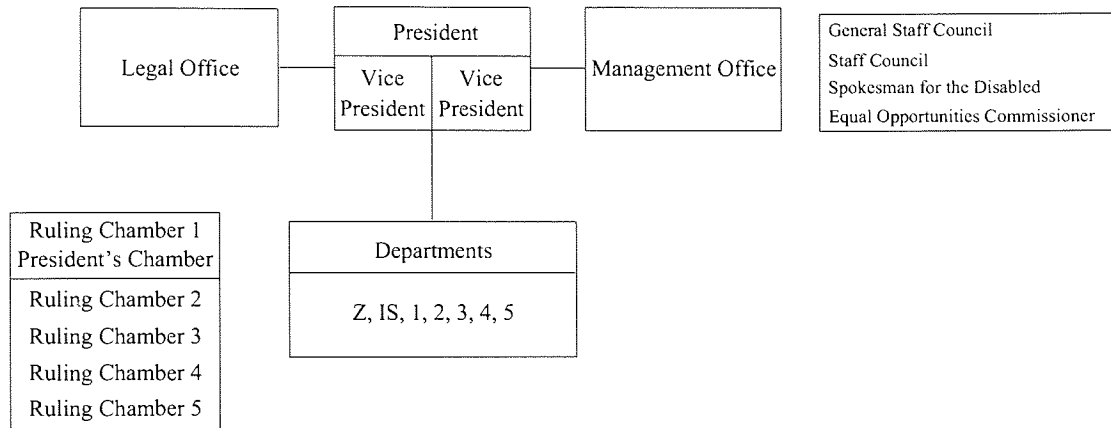 Legal Office
President
Vice
President
Vice
President
Management Office
General Staff Council
Staff Council
Spokesman for the Disabled
Equal Opportunities Commissioner
Ruling Chamber 1
President's Chamber
Ruling Chamber 2
Ruling Chamber 3
Ruling Chamber 4
Ruling Chamber 5
Departments
Z, IS, 1, 2, 3, 4, 5